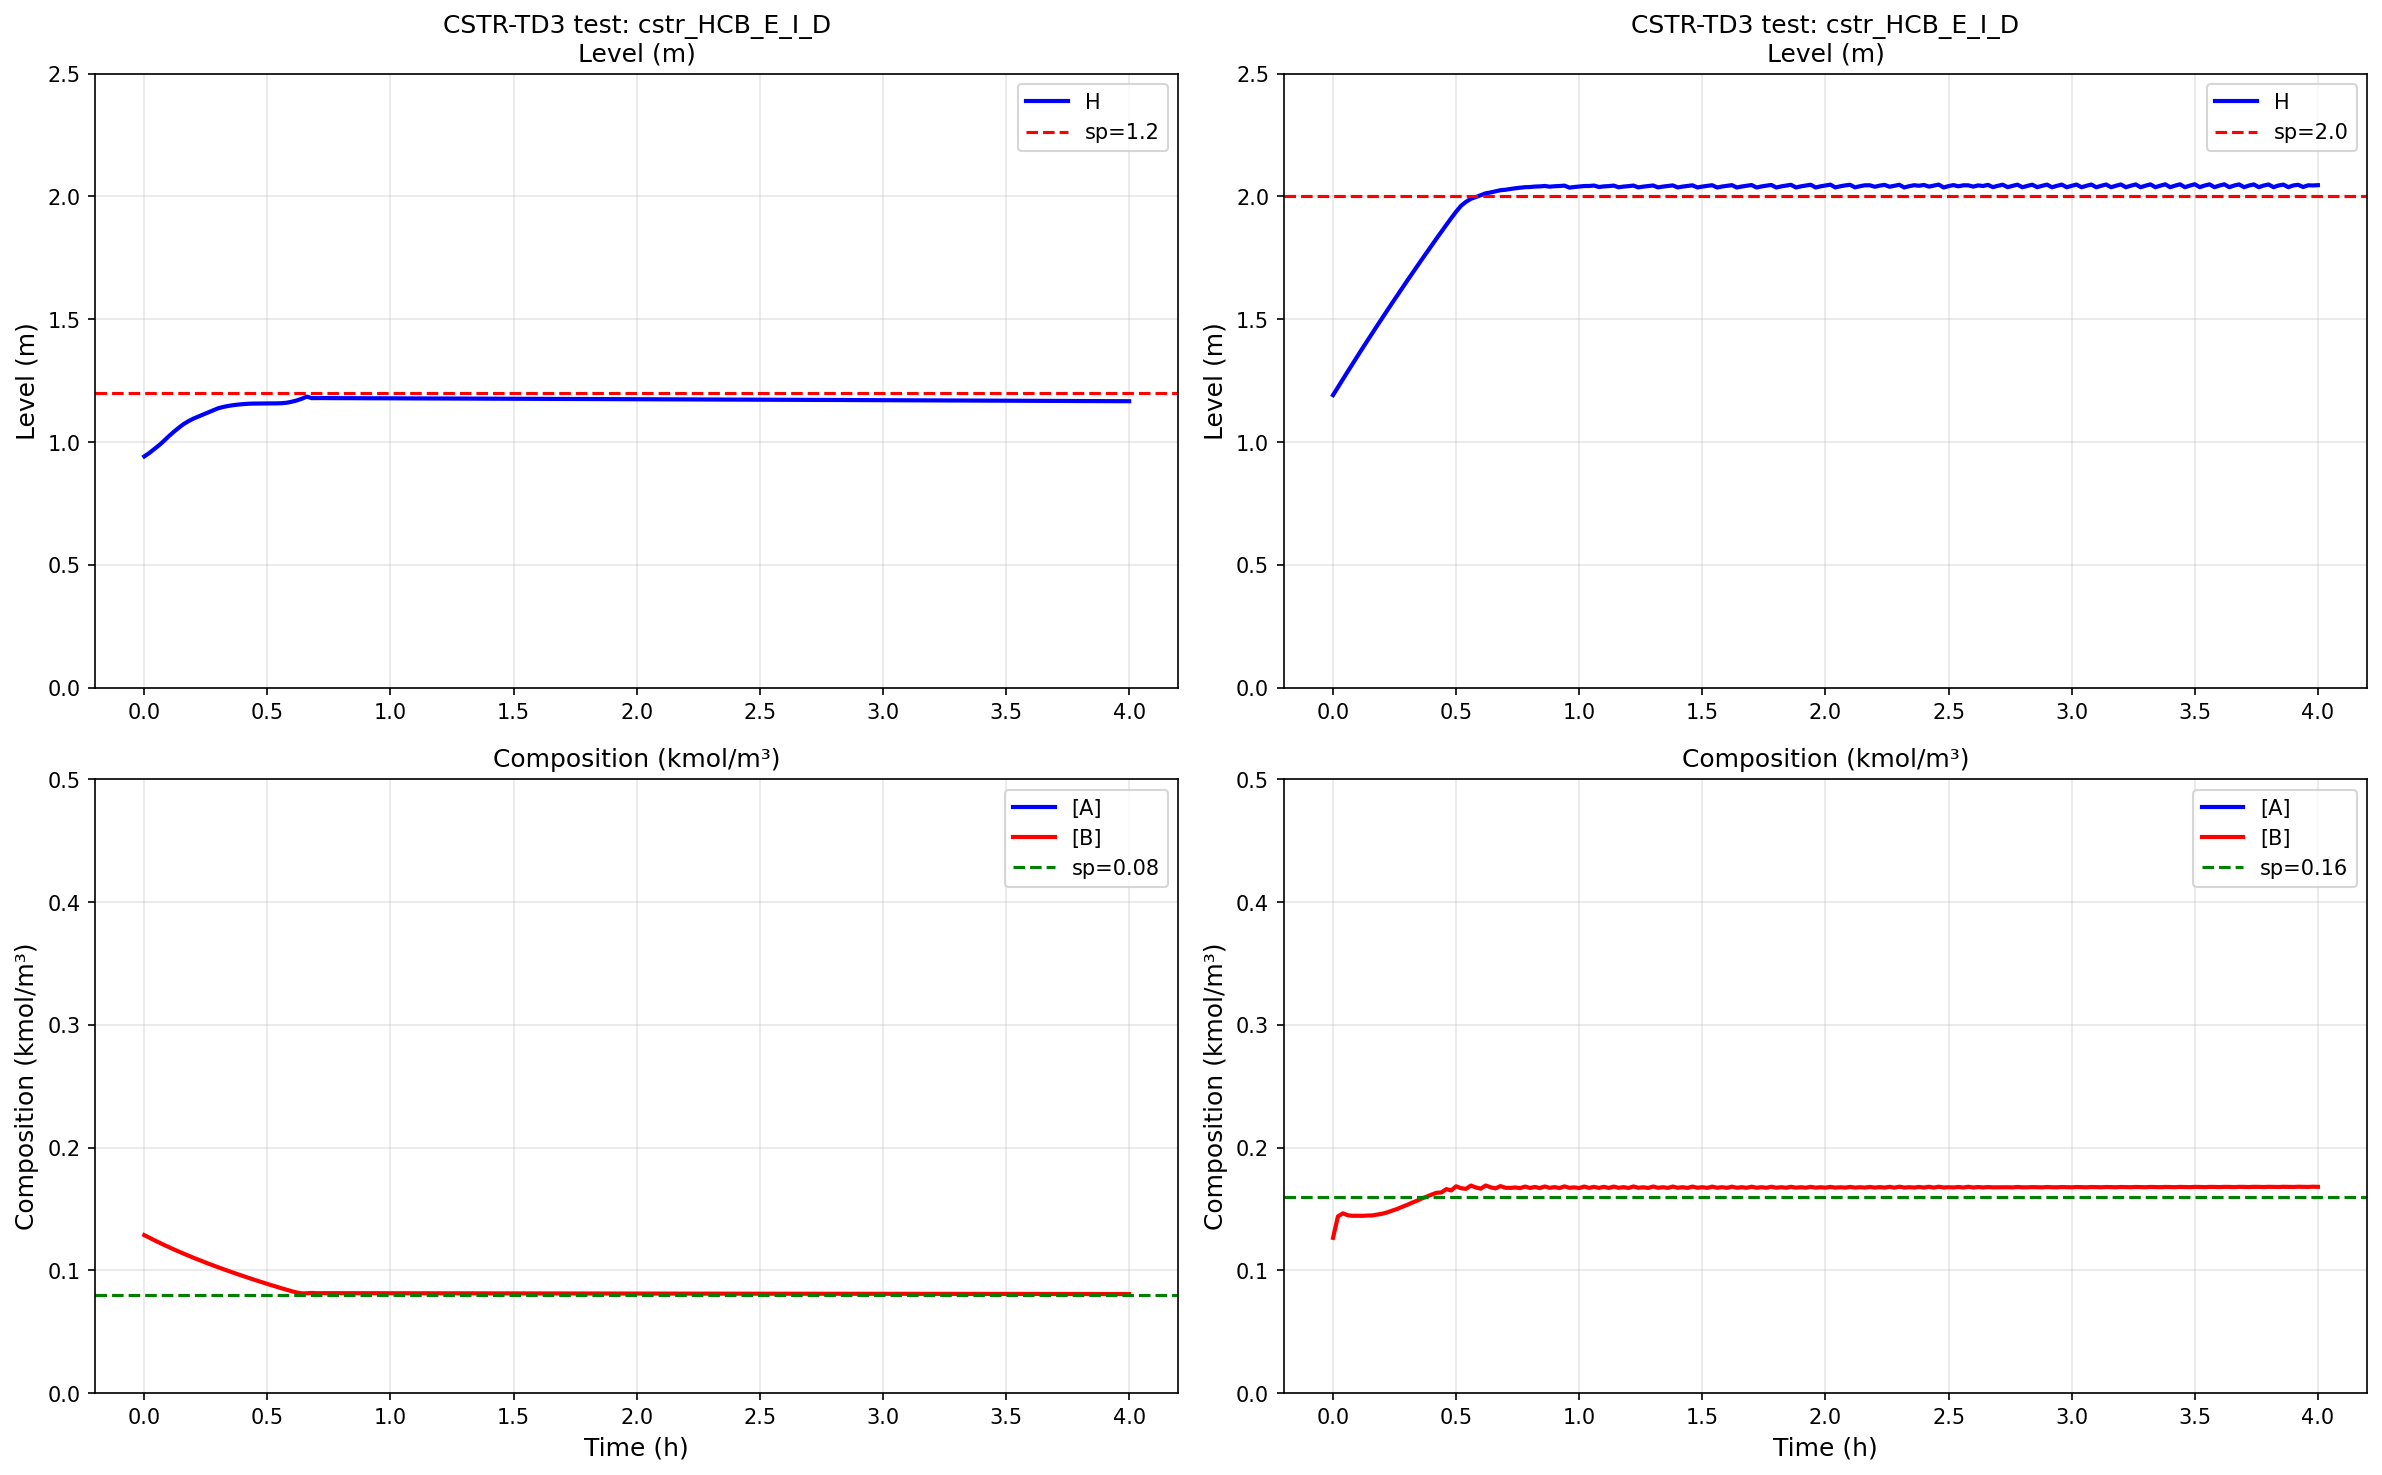 CSTR-TD3 test: cstr_HCB_E_I_D
Level (m)
Level (m)
2.5
2.0
1.5
1.0
0.5
0.0
0.0 0.5 1.0 1.5 2.0 2.5 3.0 3.5 4.0
H
sp=1.2
CSTR-TD3 test: cstr_HCB_E_I_D
Level (m)
Level (m)
2.5
2.0
1.5
1.0
0.5
0.0
0.0 0.5 1.0 1.5 2.0 2.5 3.0 3.5 4.0
H
sp=2.0
Composition (kmol/m³)
Composition (kmol/m³)
0.5
0.4
0.3
0.2
0.1
0.0
0.0 0.5 1.0 1.5 2.0 2.5 3.0 3.5 4.0
Time (h)
[A]
[B]
sp=0.08
Composition (kmol/m³)
Composition (kmol/m³)
0.5
0.4
0.3
0.2
0.1
0.0
0.0 0.5 1.0 1.5 2.0 2.5 3.0 3.5 4.0
Time (h)
[A]
[B]
sp=0.16